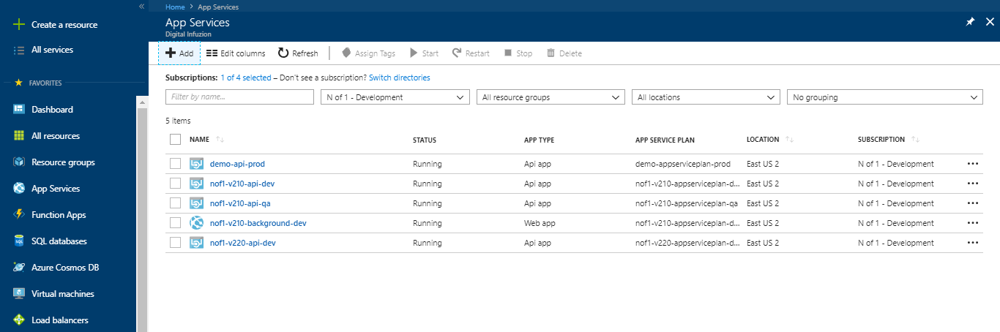 Home > App Services
App Services
Digital Infuzion
Create a resource
All services
FAVORITES
Dashboard
All resources
Resource groups
App Services
Function Apps
SQL databases
Azure Cosmos DB
Virtual machines
Load balancers
Add Edit columns Refresh Assign Tags Start Restart Stop Delete
Subscriptions: 1 of 4 selected – Don't see a subscription? Switch directories
Filter by name... N of 1 - Development All resource groups All locations No grouping
5 items
NAME STATUS APP TYPE APP SERVICE PLAN LOCATION SUBSCRIPTION
demo-api-prod Running Api app demo-appserviceplan-prod East US 2 N of 1 - Development
nof1-v210-api-dev Running Api app nof1-v210-appserviceplan-d... East US 2 N of 1 - Development
nof1-v210-api-qa Running Api app nof1-v210-appserviceplan-qa East US 2 N of 1 - Development
nof1-v210-background-dev Running Web app nof1-v210-appserviceplan-d... East US 2 N of 1 - Development
nof1-v220-api-dev Running Api app nof1-v220-appserviceplan-d... East US 2 N of 1 - Development